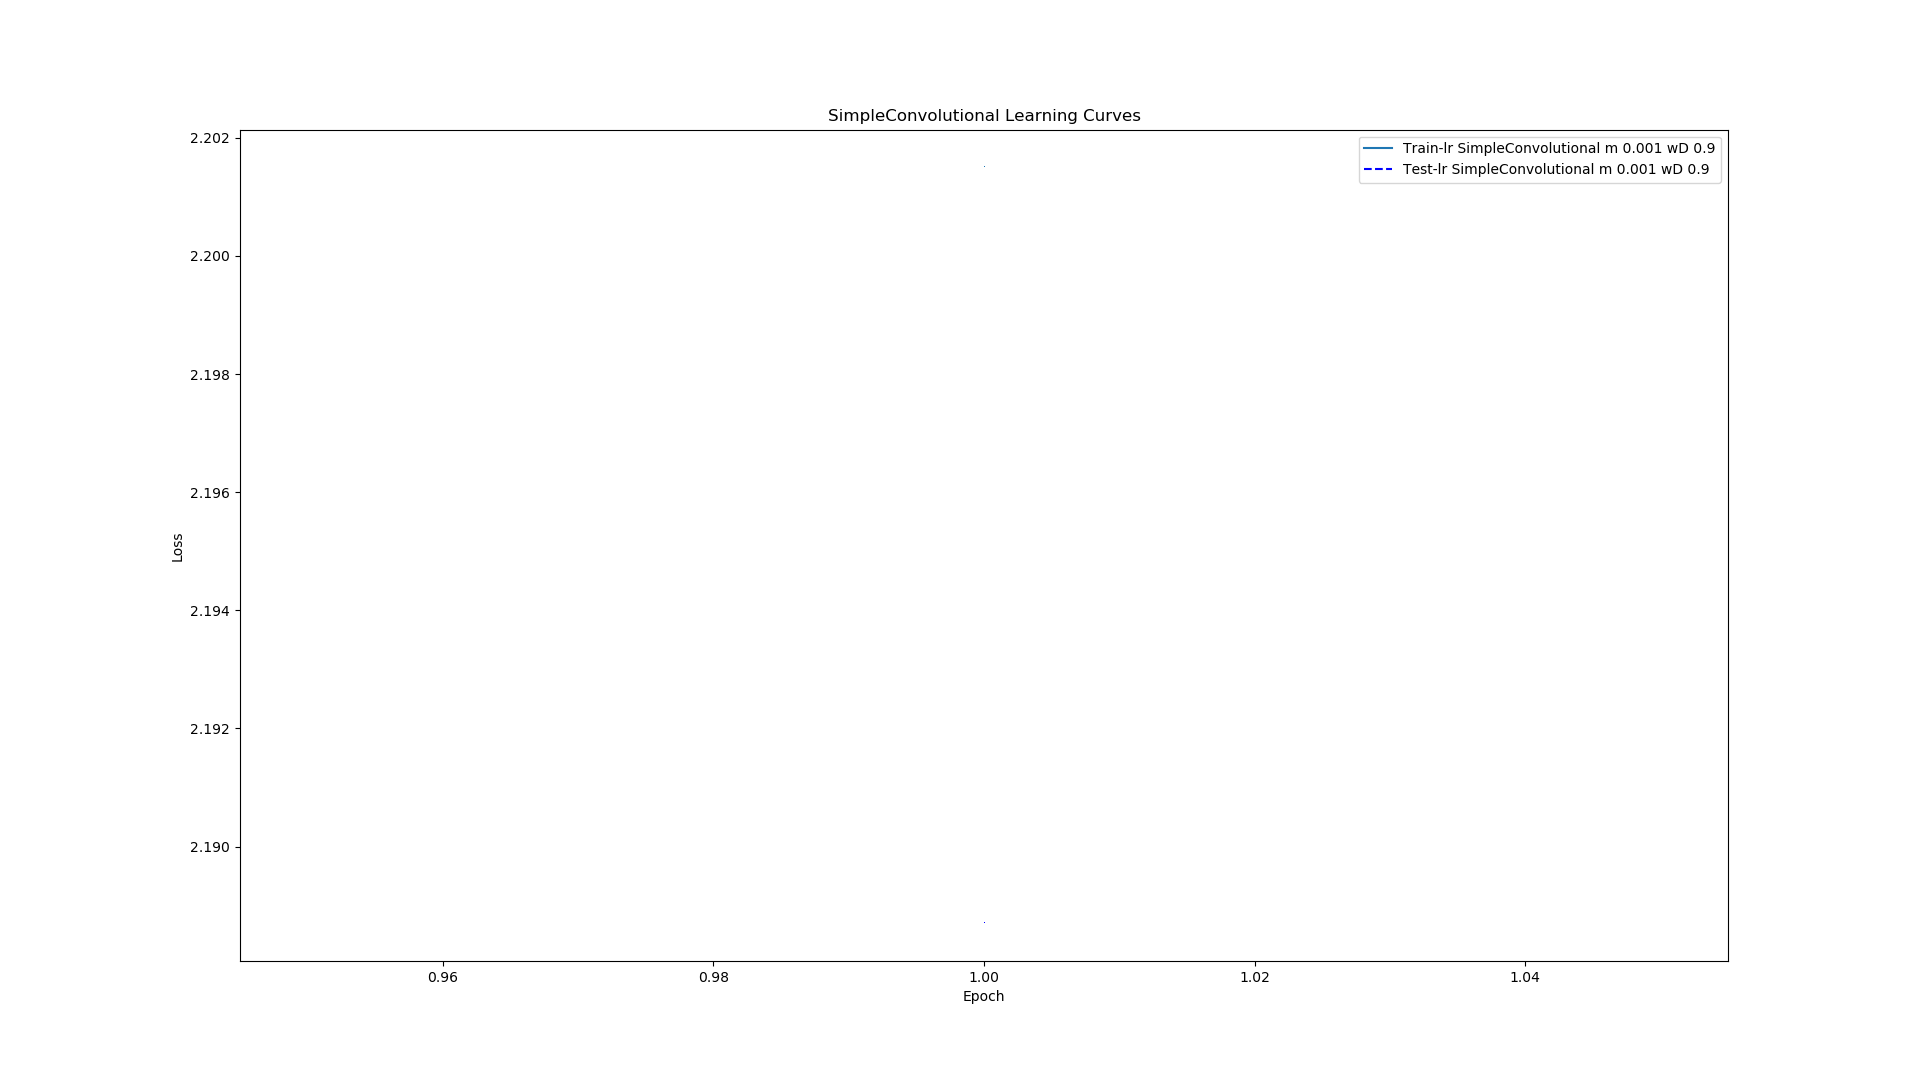 SimpleConvolutional Learning Curves
Train-lr SimpleConvolutional m 0.001 wD 0.9
Test-lr SimpleConvolutional m 0.001 wD 0.9
2.202
2.200
2.198
2.196
2.194
2.192
2.190
Loss
0.96
0.98
1.00
1.02
1.04
Epoch